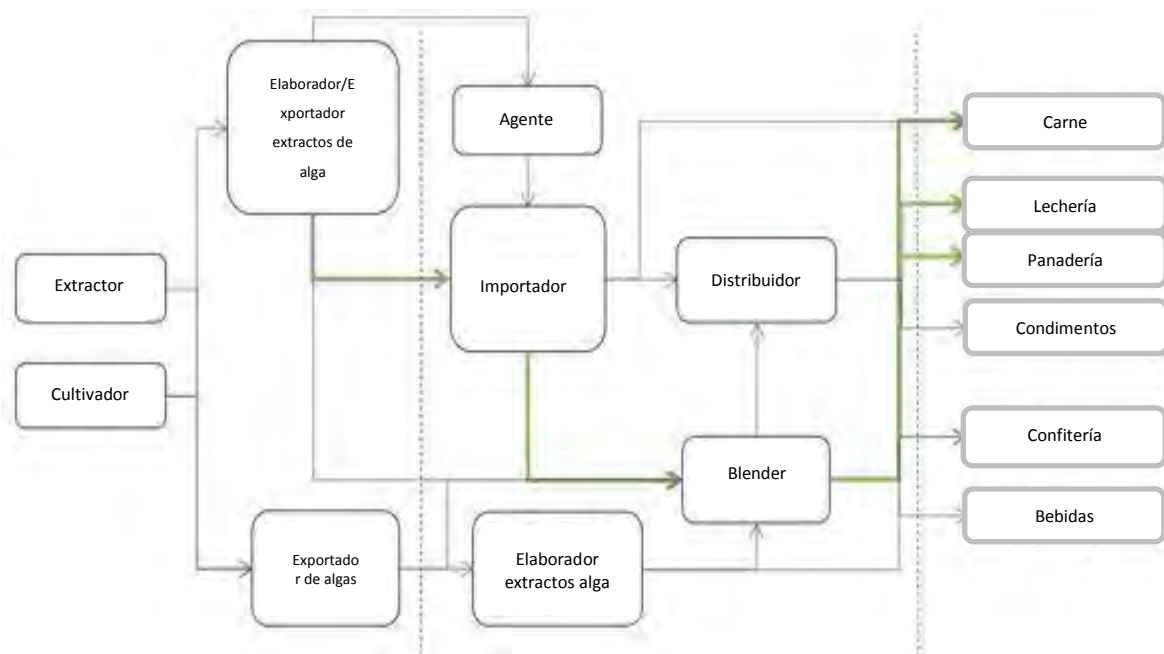 Elaborador/E
xportador
extractos de
alga
Agente
Carne
Lechería
Extractor
Importador
Distribuidor
Panadería
Condimentos
Cultivador
Confitería
Blender
Bebidas
Exportado
r de algas
Elaborador
extractos alga